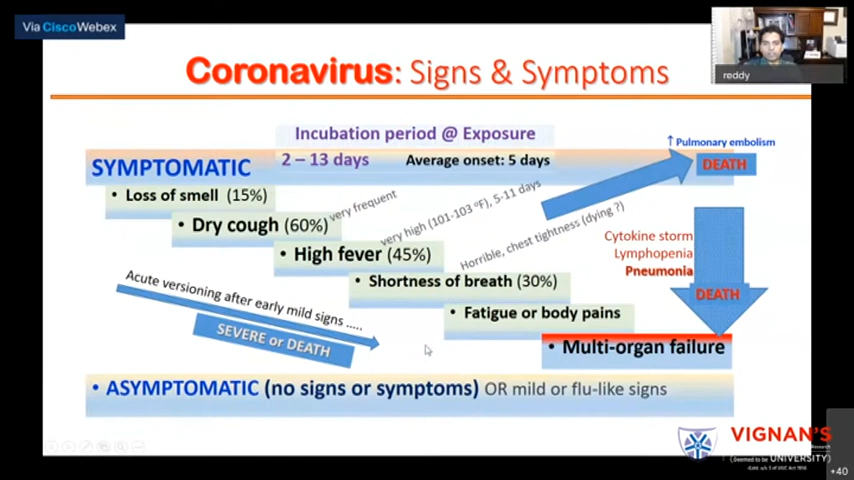 Via CiscoWebex
reddy
Coronavirus: Signs & Symptoms
Incubation period @ Exposure
2 – 13 days
Average onset: 5 days
↑ Pulmonary embolism
DEATH
SYMPTOMATIC
• Loss of smell (15%)
• Dry cough (60%)
very frequent
• High fever (45%)
very high (101-103 ºF), 5-11 days
• Shortness of breath (30%)
Horrible, chest tightness (dying ?)
• Fatigue or body pains
• Multi-organ failure
Cytokine storm
Lymphopenia
Pneumonia
DEATH
Acute versioning after early mild signs .....
SEVERE or DEATH
• ASYMPTOMATIC (no signs or symptoms) OR mild or flu-like signs
VIGNAN'S
(Deemed to be UNIVERSITY)
+40